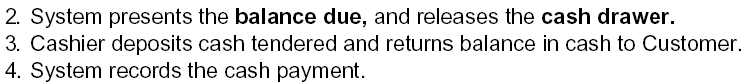 2. System presents the balance due, and releases the cash drawer.
3. Cashier deposits cash tendered and returns balance in cash to Customer.
4. System records the cash payment.